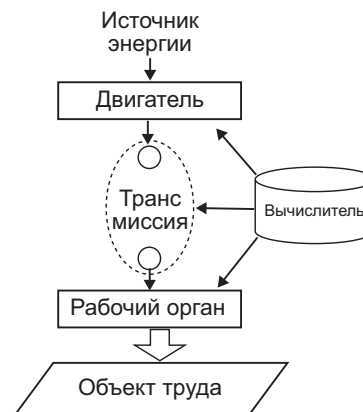 Источник
энергии
Двигатель
Транс
миссия
Вычислитель
Рабочий орган
Объект труда